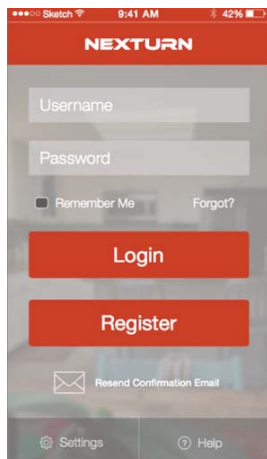 Sketch 9:41 AM 42%
NEXTURN
Username
Password
Remember Me Forgot?
Login
Register
Resend Confirmation Email
Settings ? Help